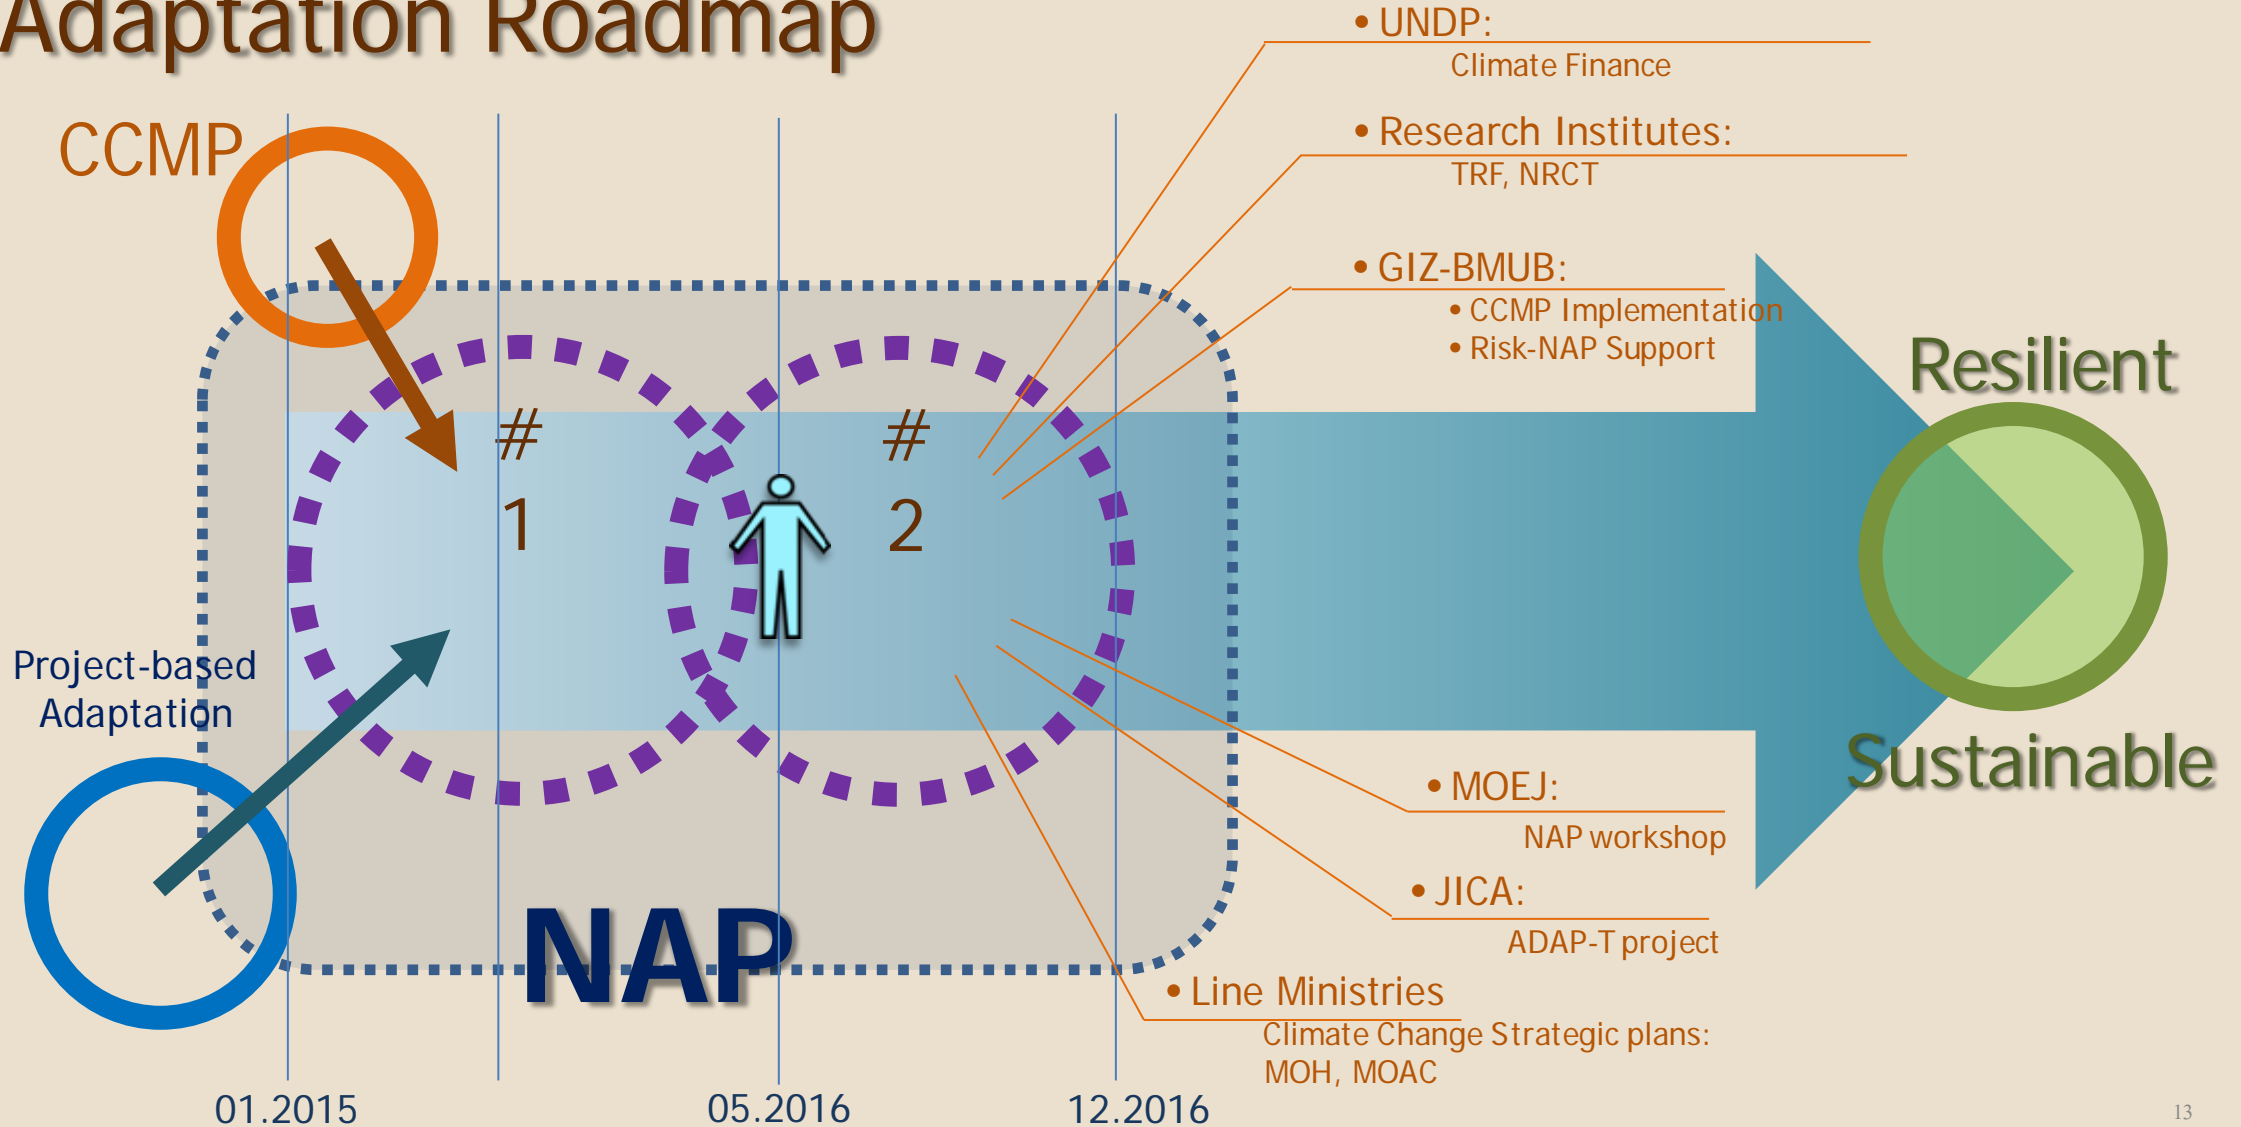 Adaptation Roadmap
CCMP
• UNDP:
Climate Finance
• Research Institutes:
TRF, NRCT
• GIZ-BMUB:
• CCMP Implementation
• Risk-NAP Support
Resilient
#
1
#
2
Project-based
Adaptation
Sustainable
• MOEJ:
NAP workshop
• JICA:
ADAP-T project
NAP
• Line Ministries
Climate Change Strategic plans:
MOH, MOAC
01.2015
05.2016
12.2016
13